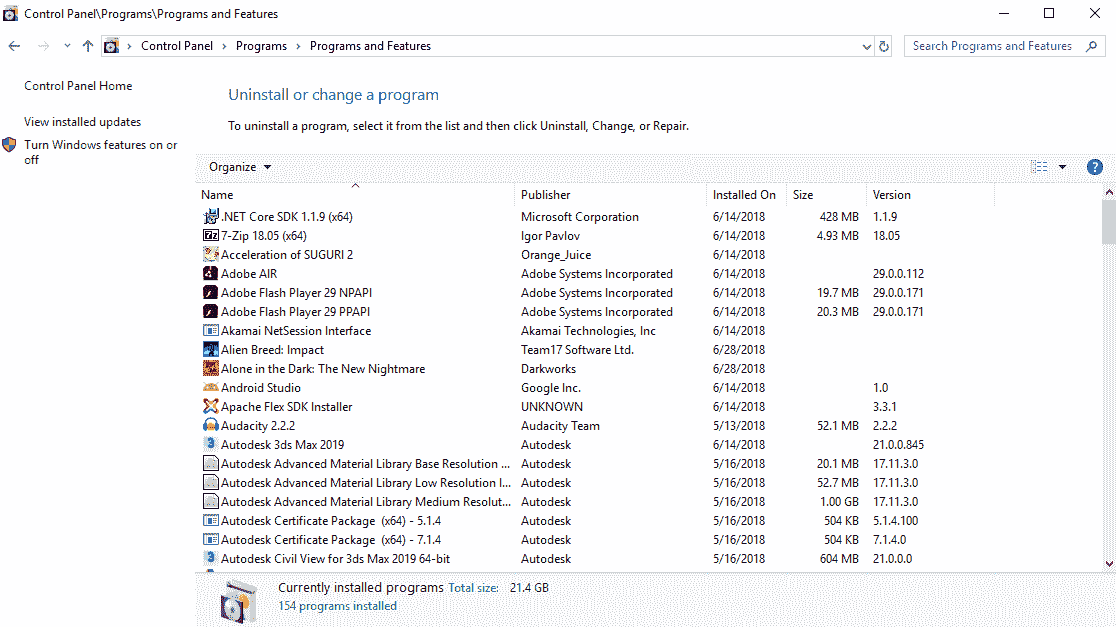 Control Panel\Programs\Programs and Features
Control Panel › Programs › Programs and Features
Search Programs and Features
Control Panel Home
View installed updates
Turn Windows features on or
off
Uninstall or change a program
To uninstall a program, select it from the list and then click Uninstall, Change, or Repair.
Organize
Name Publisher Installed On Size Version
.NET Core SDK 1.1.9 (x64) Microsoft Corporation 6/14/2018 428 MB 1.1.9
7-Zip 18.05 (x64) Igor Pavlov 6/14/2018 4.93 MB 18.05
Acceleration of SUGURI 2 Orange_Juice 6/14/2018
Adobe AIR Adobe Systems Incorporated 6/14/2018 29.0.0.112
Adobe Flash Player 29 NPAPI Adobe Systems Incorporated 6/14/2018 19.7 MB 29.0.0.171
Adobe Flash Player 29 PPAPI Adobe Systems Incorporated 6/14/2018 20.3 MB 29.0.0.171
Akamai NetSession Interface Akamai Technologies, Inc 6/14/2018
Alien Breed: Impact Team17 Software Ltd. 6/28/2018
Alone in the Dark: The New Nightmare Darkworks 6/28/2018
Android Studio Google Inc. 6/14/2018 1.0
Apache Flex SDK Installer UNKNOWN 6/14/2018 3.3.1
Audacity 2.2.2 Audacity Team 5/13/2018 52.1 MB 2.2.2
Autodesk 3ds Max 2019 Autodesk 6/14/2018 21.0.0.845
Autodesk Advanced Material Library Base Resolution ... Autodesk 5/16/2018 20.1 MB 17.11.3.0
Autodesk Advanced Material Library Low Resolution I... Autodesk 5/16/2018 52.7 MB 17.11.3.0
Autodesk Advanced Material Library Medium Resolut... Autodesk 5/16/2018 1.00 GB 17.11.3.0
Autodesk Certificate Package (x64) - 5.1.4 Autodesk 5/16/2018 504 KB 5.1.4.100
Autodesk Certificate Package (x64) - 7.1.4 Autodesk 5/16/2018 504 KB 7.1.4.0
Autodesk Civil View for 3ds Max 2019 64-bit Autodesk 5/16/2018 604 MB 21.0.0.0
Currently installed programs Total size: 21.4 GB
154 programs installed